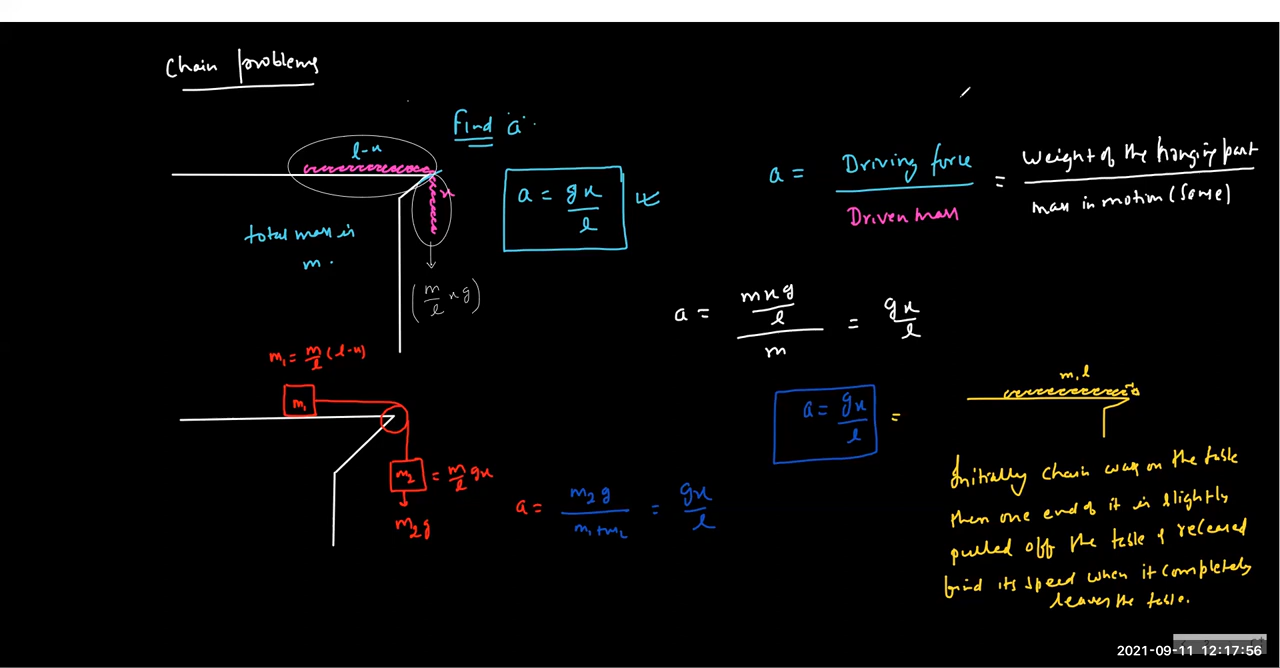 Chain problems
Find "a".
l-x
x
total mass is
m.
a = gx/l
(m/l xg)
a = Driving force / Driven mass = Weight of the hanging part / mass in motion (same)
a = (mxg/l)/m = gx/l
m₁ = m/l (l-x)
m₁
m₂ = m/l gx
m₂g
a = m₂g/(m₁+m₂) = gx/l
a = gx/l =
m, l
Initially chain was on the table
then one end of it is slightly
pulled off the table & released
find its speed when it completely
leaves the table.
2021-09-11 12:17:56